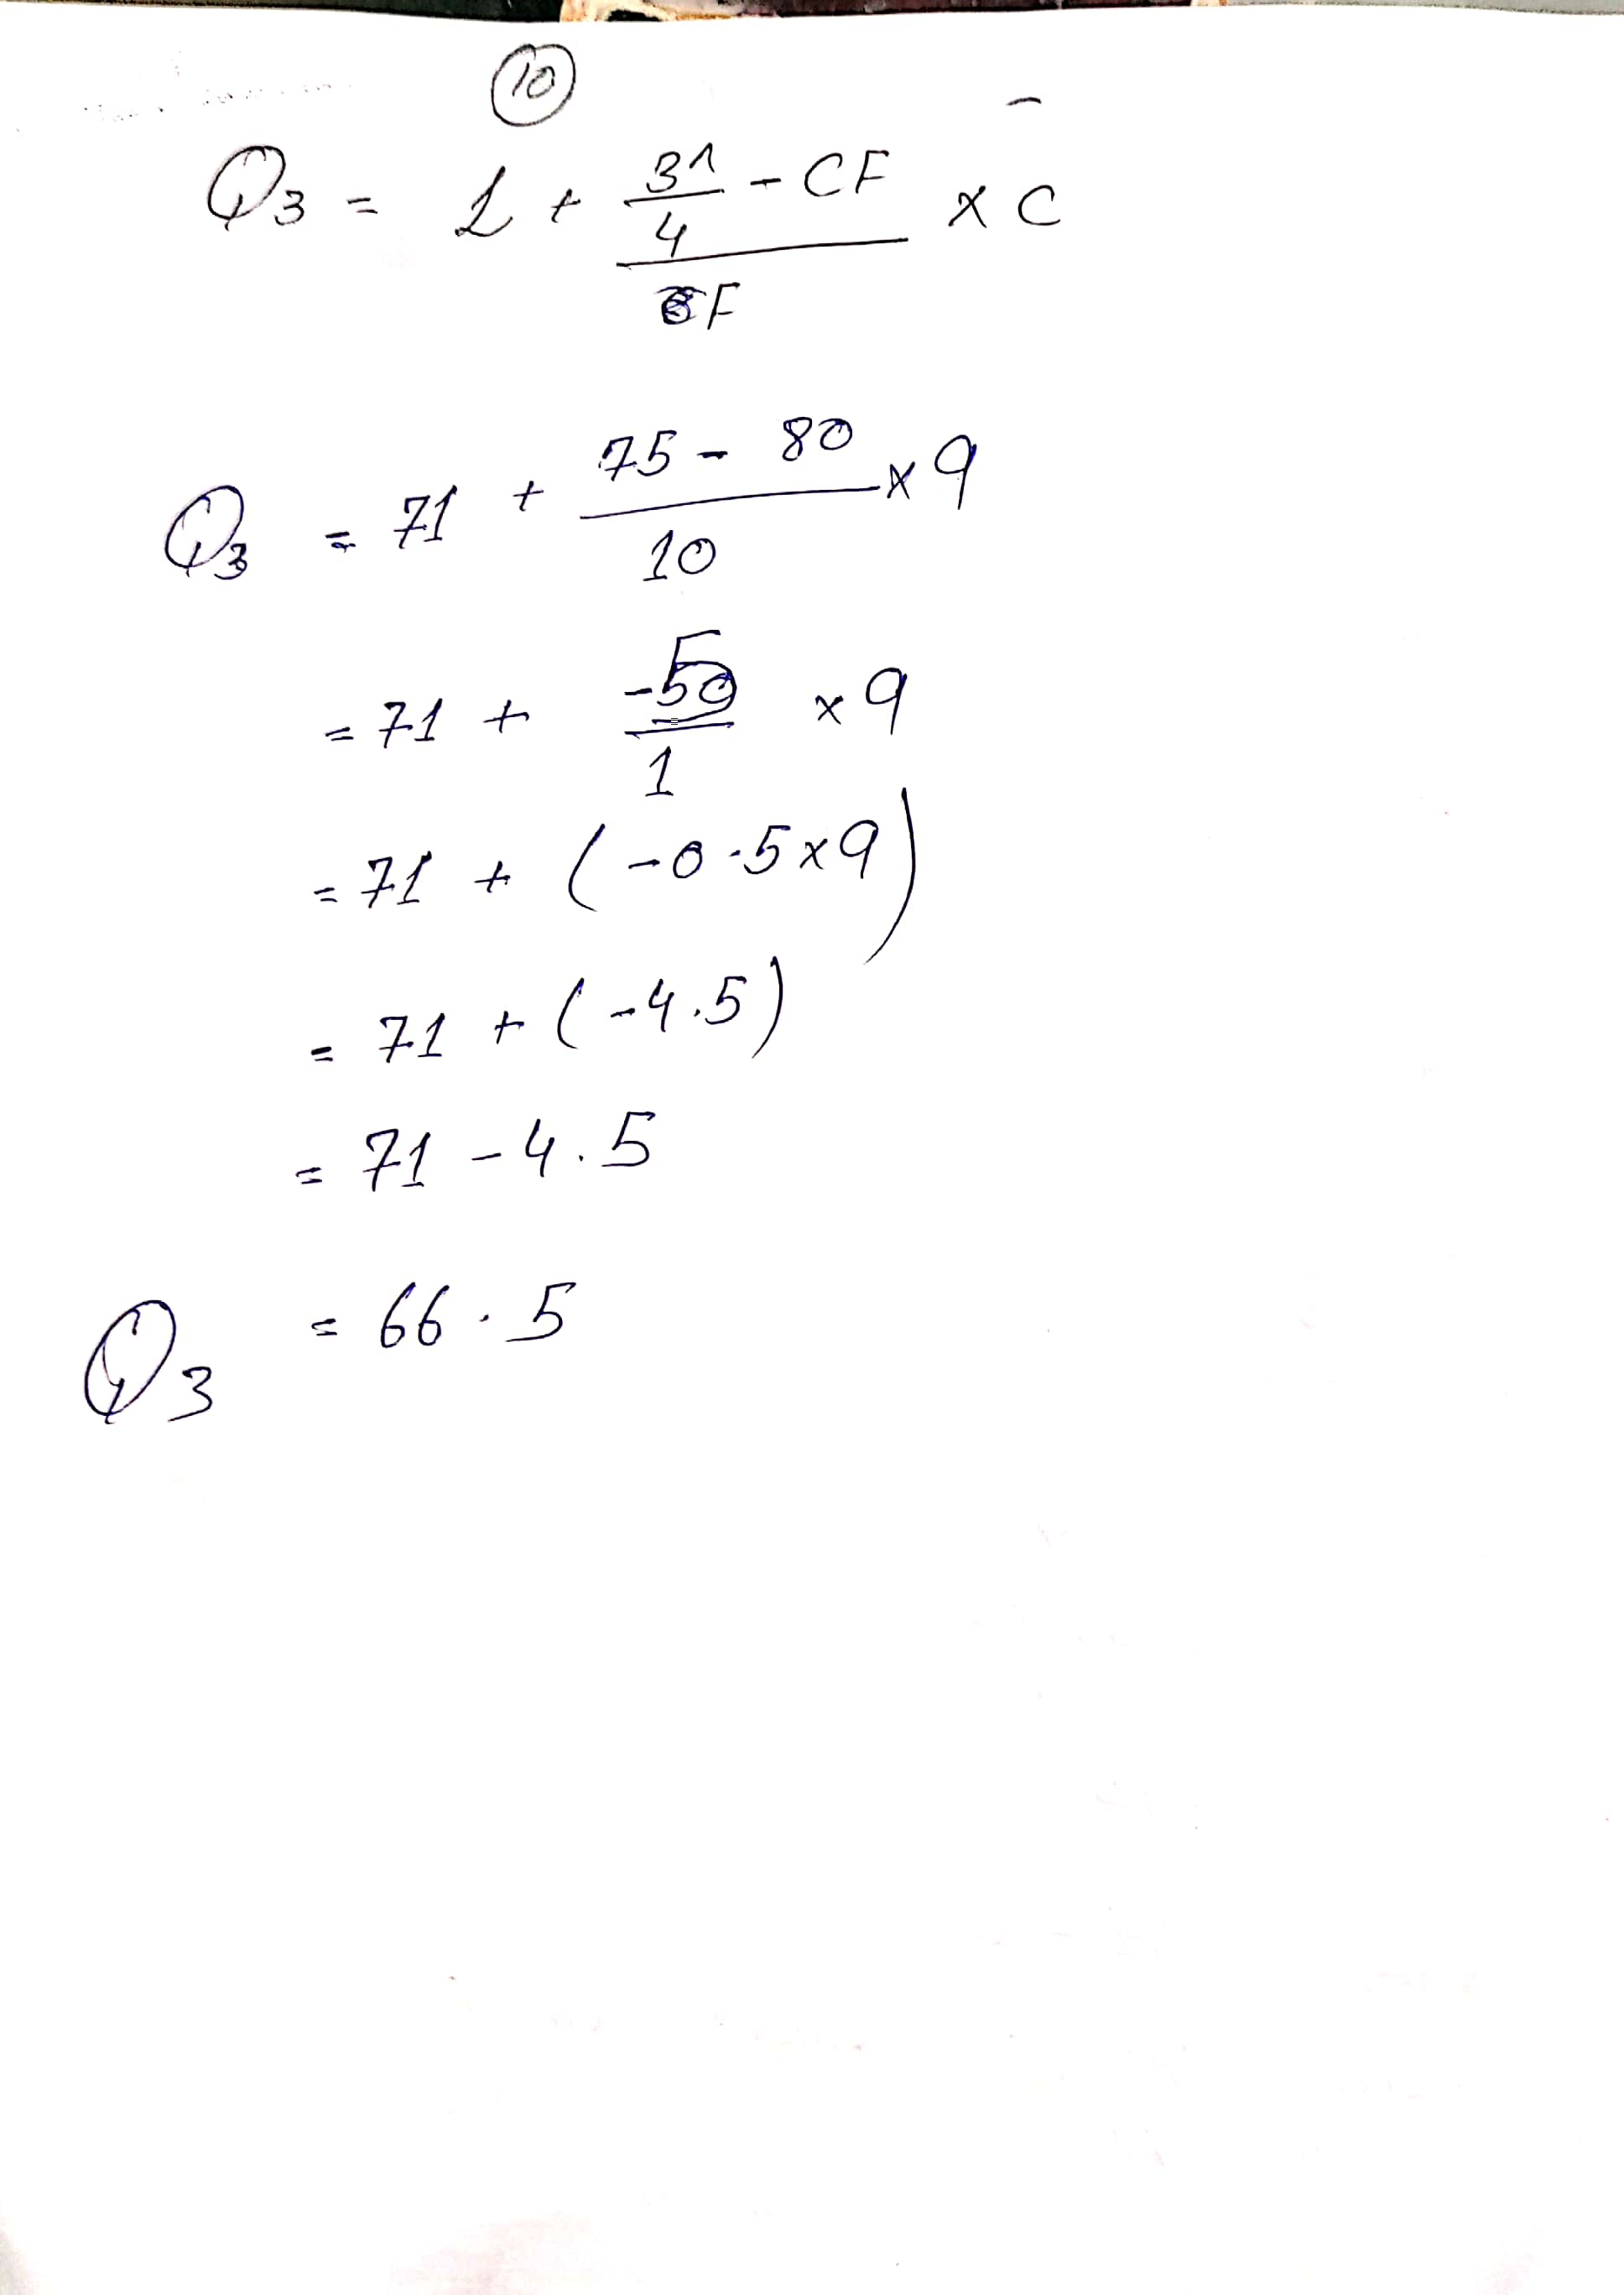 10
Q3 = L + 3n/4 - CF / F × C
Q3 = 71 + 75 - 80 / 10 × 9
= 71 + / 1 × 9
= 71 + (-0.5×9)
= 71 + (-4.5)
= 71 - 4.5
Q3 = 66.5